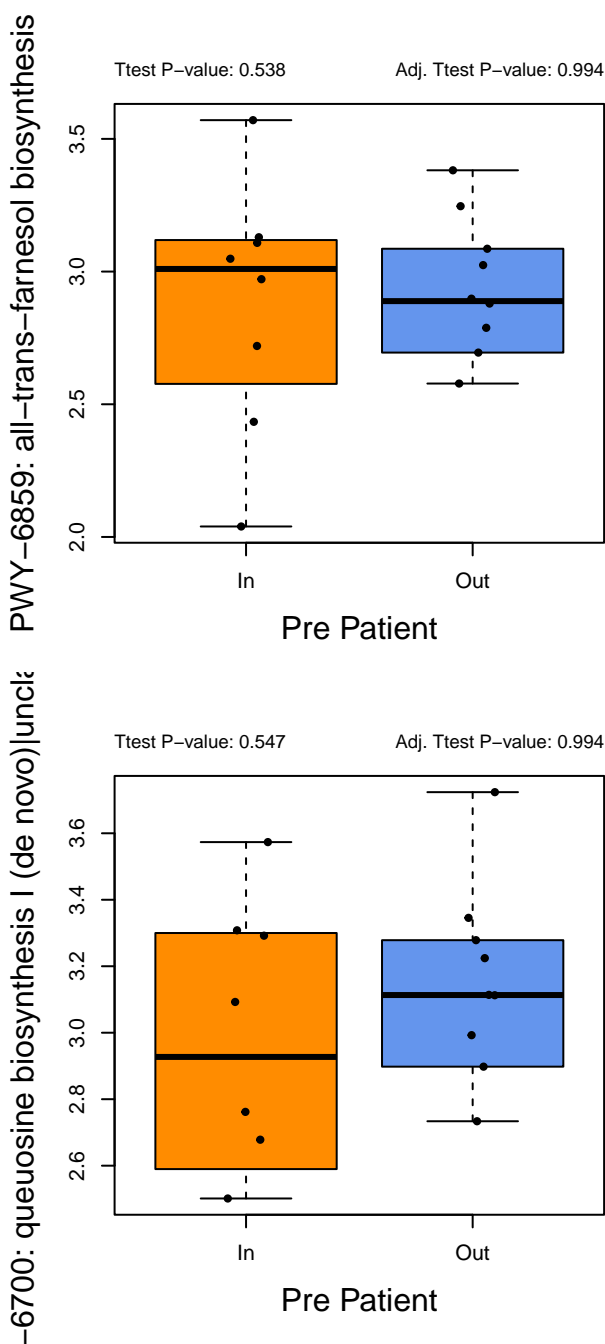 PWY−6859: all−trans−farnesol biosynthesis
Ttest P−value: 0.538
Adj. Ttest P−value: 0.994
3.5
3.0
2.5
2.0
In
Out
Pre Patient
−6700: queuosine biosynthesis I (de novo)|uncla
Ttest P−value: 0.547
Adj. Ttest P−value: 0.994
3.6
3.4
3.2
3.0
2.8
2.6
In
Out
Pre Patient